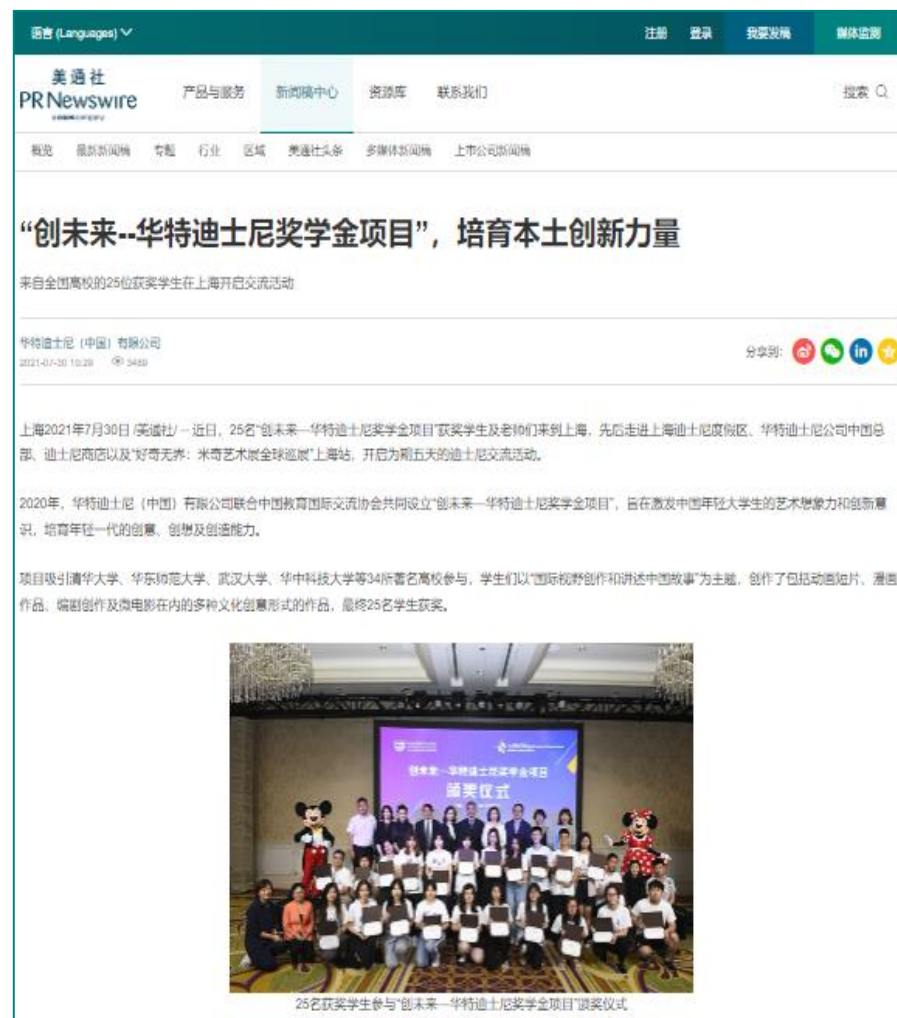 语言 (Languages)
注册 登录 我要发稿 媒体监测
美通社
PR Newswire
产品与服务 新闻稿中心 资源库 联系我们 搜索
概览 最新新闻稿 专题 行业 区域 美通社头条 多媒体新闻稿 上市公司新闻稿
“创未来--华特迪士尼奖学金项目”，培育本土创新力量
来自全国高校的25位获奖学生在上海开启交流活动
华特迪士尼（中国）有限公司
2021-07-30 10:29 3489
分享到:
上海2021年7月30日 /美通社/ -- 近日，25名“创未来—华特迪士尼奖学金项目”获奖学生及老师们来到上海，先后走进上海迪士尼度假区、华特迪士尼公司中国总
部、迪士尼商店以及“好奇无界：米奇艺术展全球巡展”上海站，开启为期五天的迪士尼交流活动。
2020年，华特迪士尼（中国）有限公司联合中国教育国际交流协会共同设立“创未来—华特迪士尼奖学金项目”，旨在激发中国年轻大学生的艺术想象力和创新意
识，培育年轻一代的创意、创想及创造能力。
项目吸引清华大学、华东师范大学、武汉大学、华中科技大学等34所著名高校参与，学生们以“国际视野创作和讲述中国故事”为主题，创作了包括动画短片、漫画
作品、编剧创作及微电影在内的多种文化创意形式的作品，最终25名学生获奖。
创未来—华特迪士尼奖学金项目
颁奖仪式
25名获奖学生参与“创未来—华特迪士尼奖学金项目”颁奖仪式